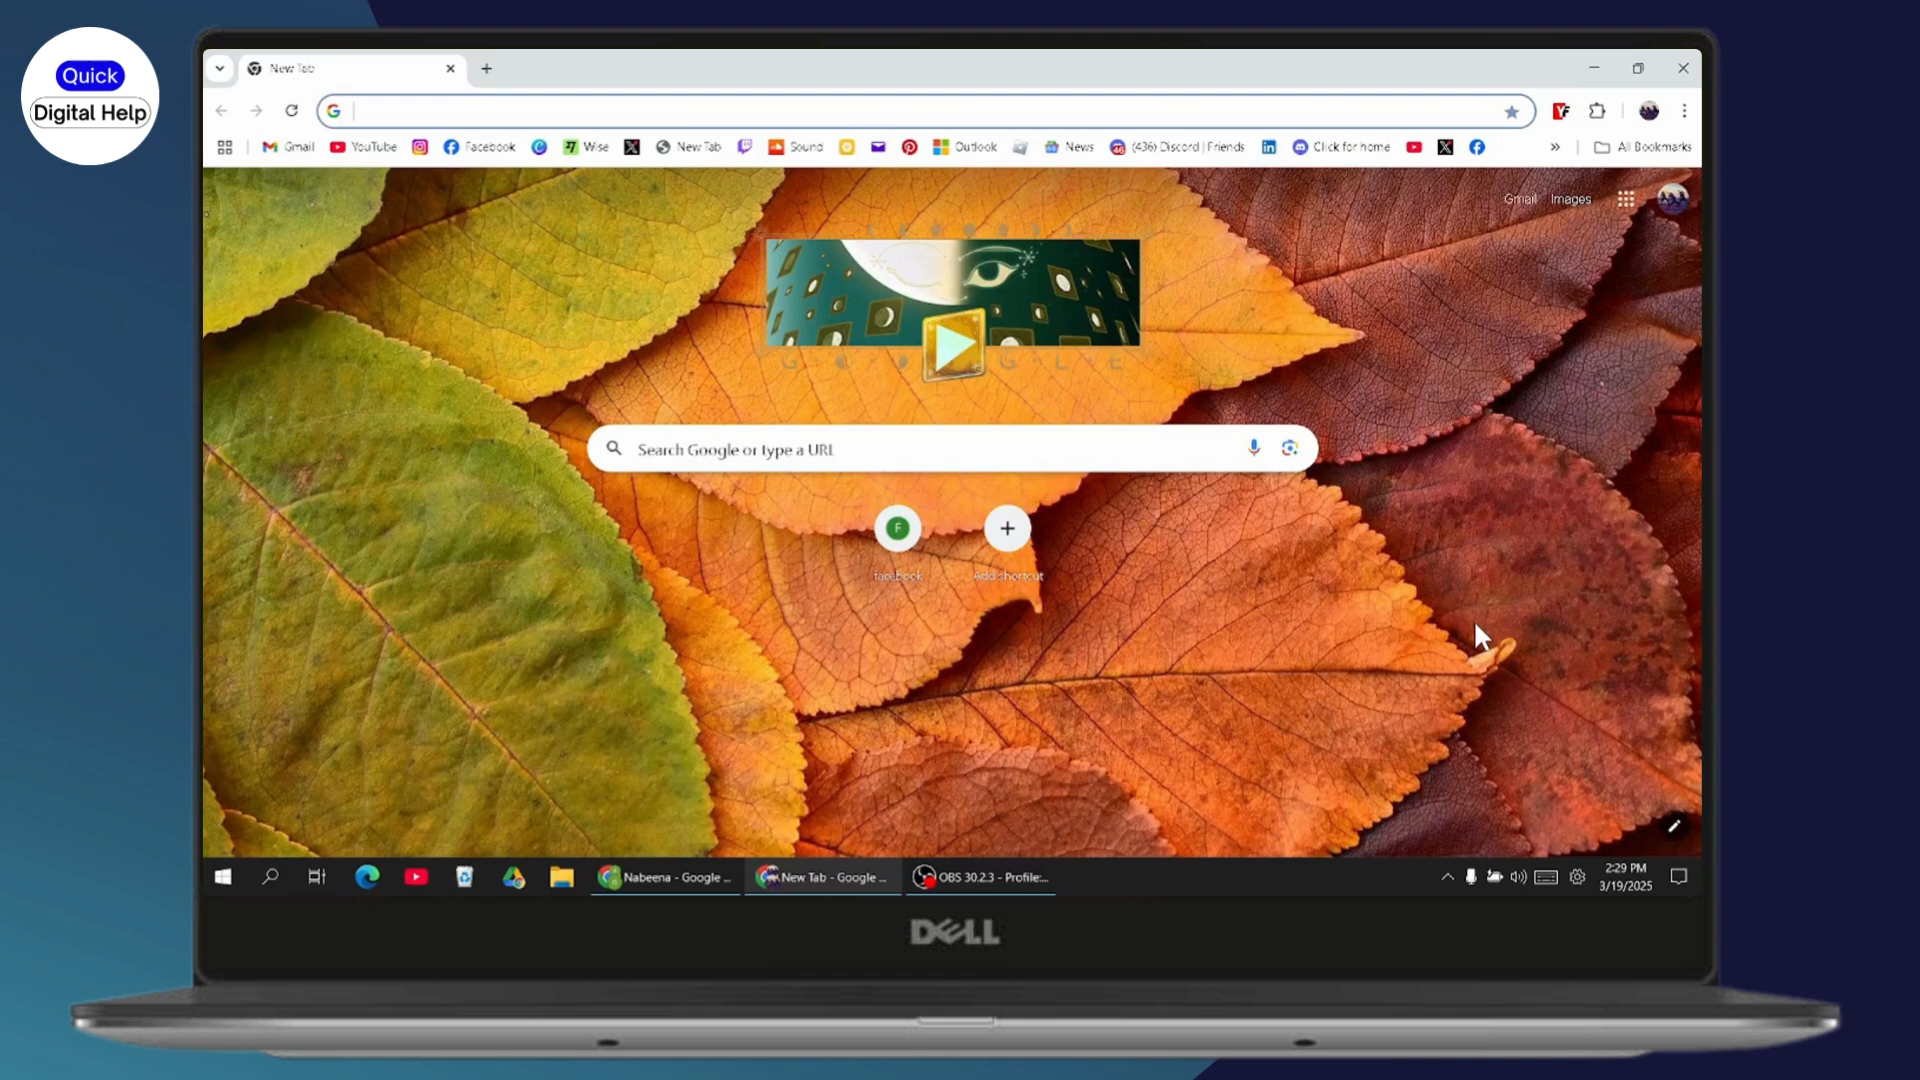 Quick
Digital Help
New Tab
Gmail
YouTube
Facebook
Wise
New Tab
Sound
Outlook
News
(436) Discord | Friends
Click for home
All Bookmarks
Gmail Images
G L E
Search Google or type a URL
F
facebook
Add shortcut
Nabeena - Google ...
New Tab - Google ...
OBS 30.2.3 - Profile:...
2:29 PM
3/19/2025
DELL